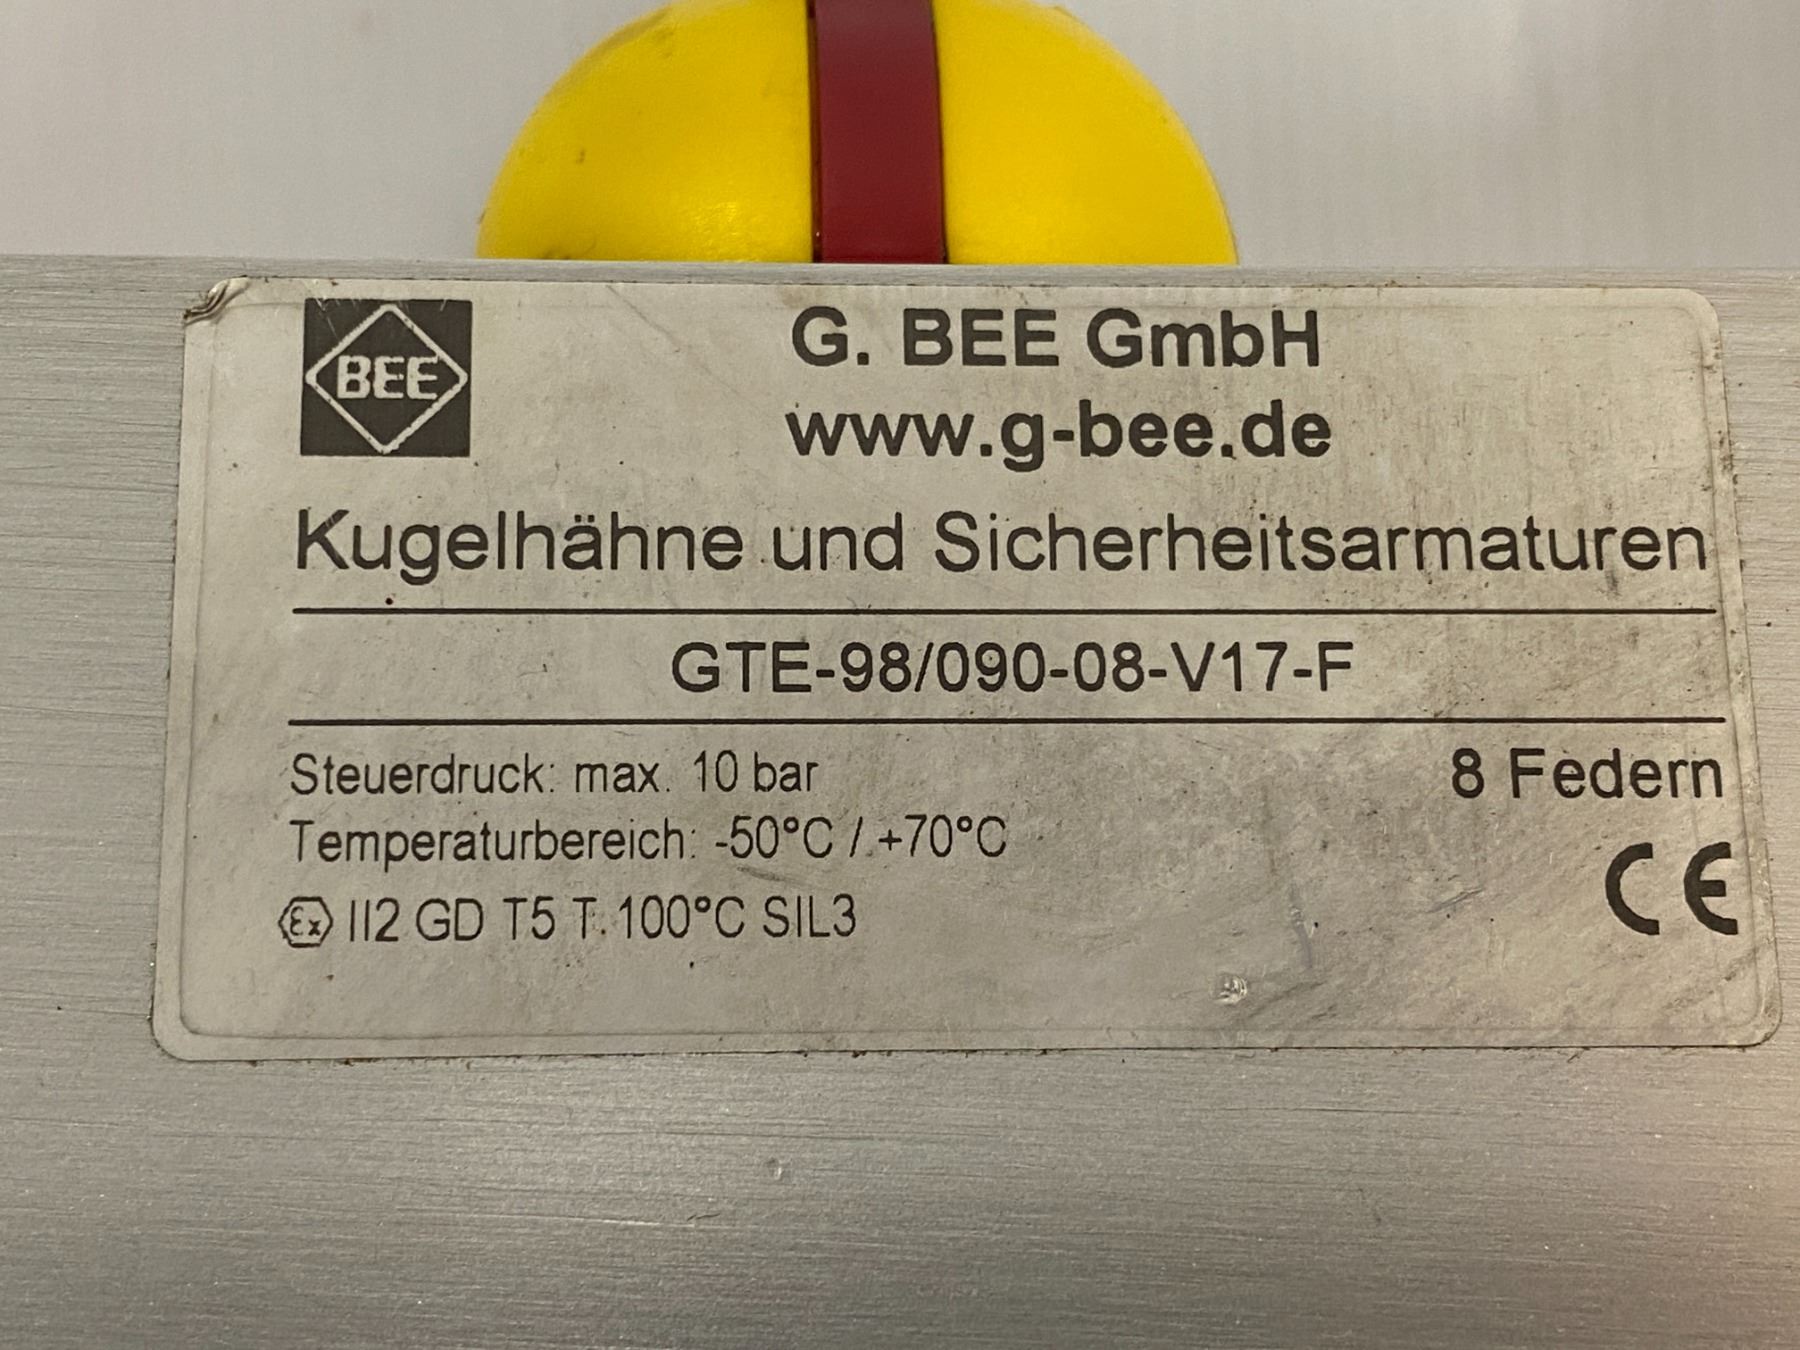 BEE
G. BEE GmbH
www.g-bee.de
Kugelhähne und Sicherheitsarmaturen
GTE-98/090-08-V17-F
Steuerdruck: max. 10 bar
8 Federn
Temperaturbereich: -50°C / +70°C
Ex II2 GD T5 T. 100°C SIL3
CE